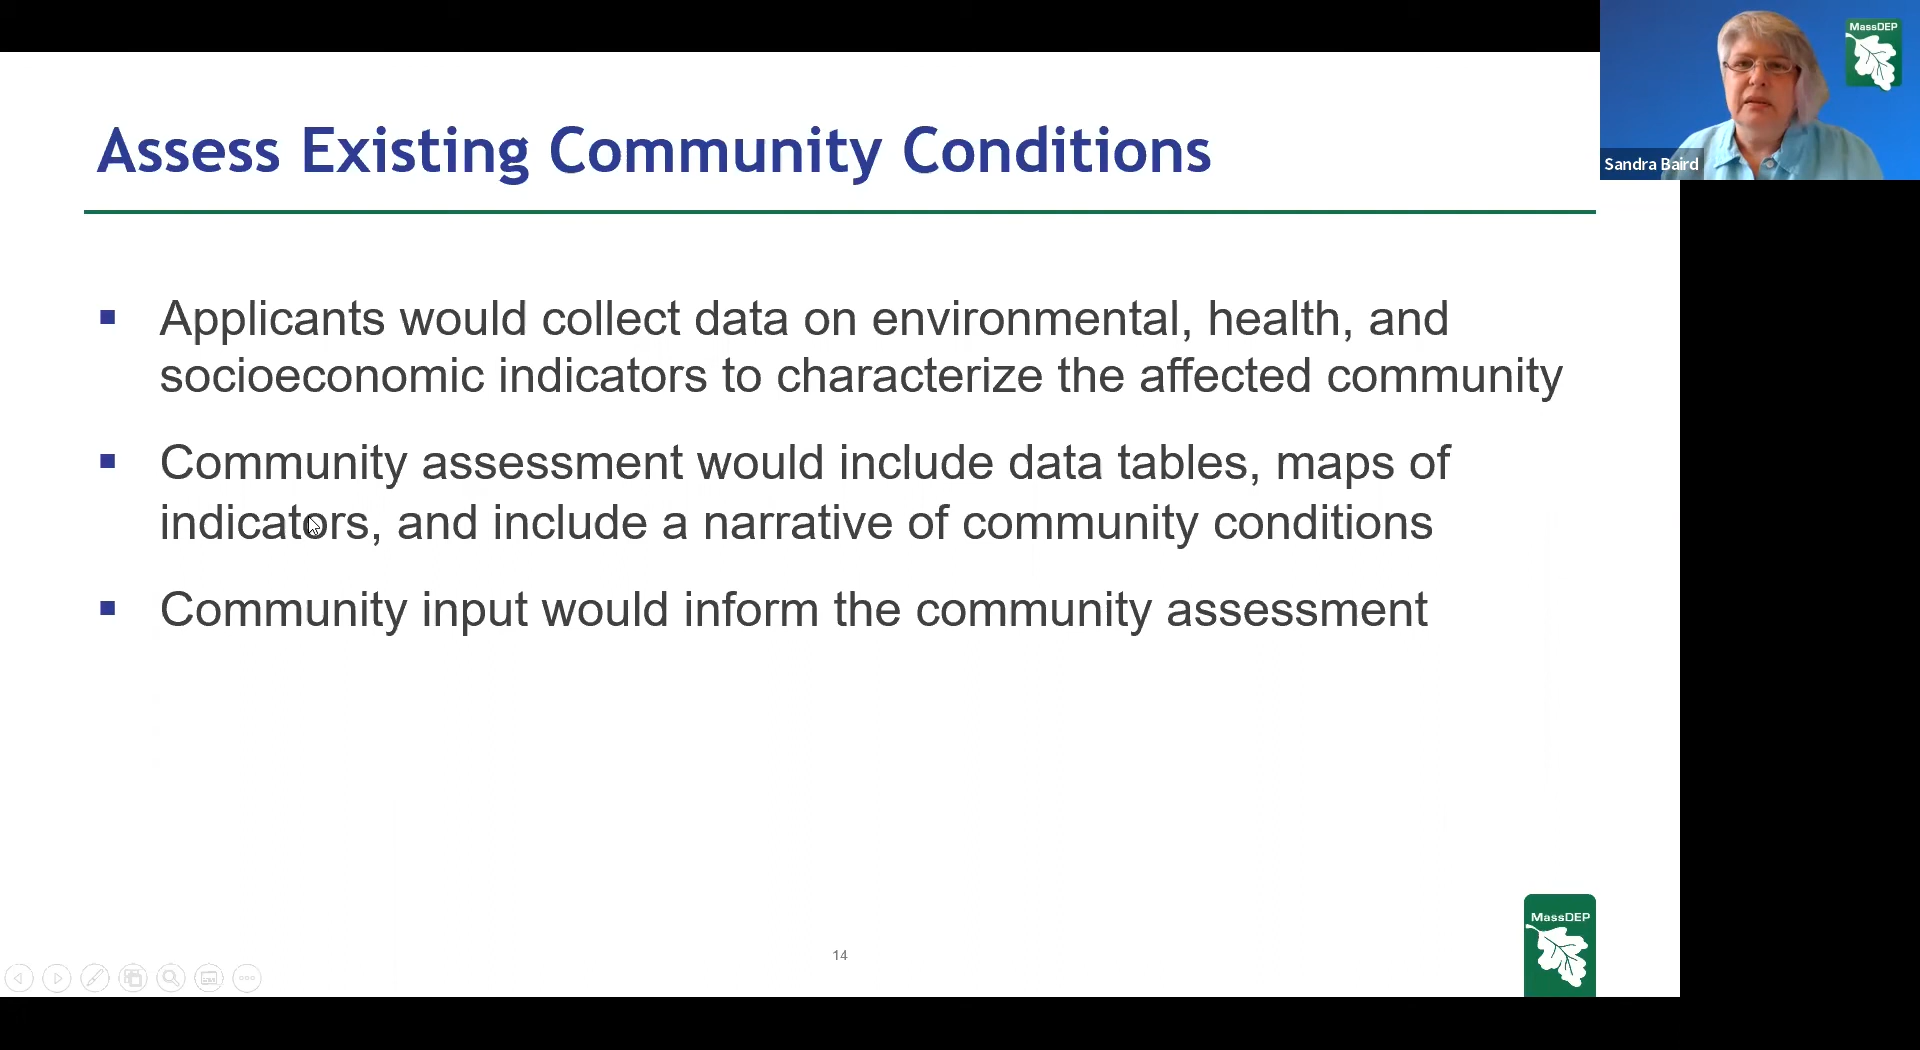 Assess Existing Community Conditions
Applicants would collect data on environmental, health, and
socioeconomic indicators to characterize the affected community
Community assessment would include data tables, maps of
indicators, and include a narrative of community conditions
Community input would inform the community assessment
14
MassDEP
MassDEP
Sandra Baird